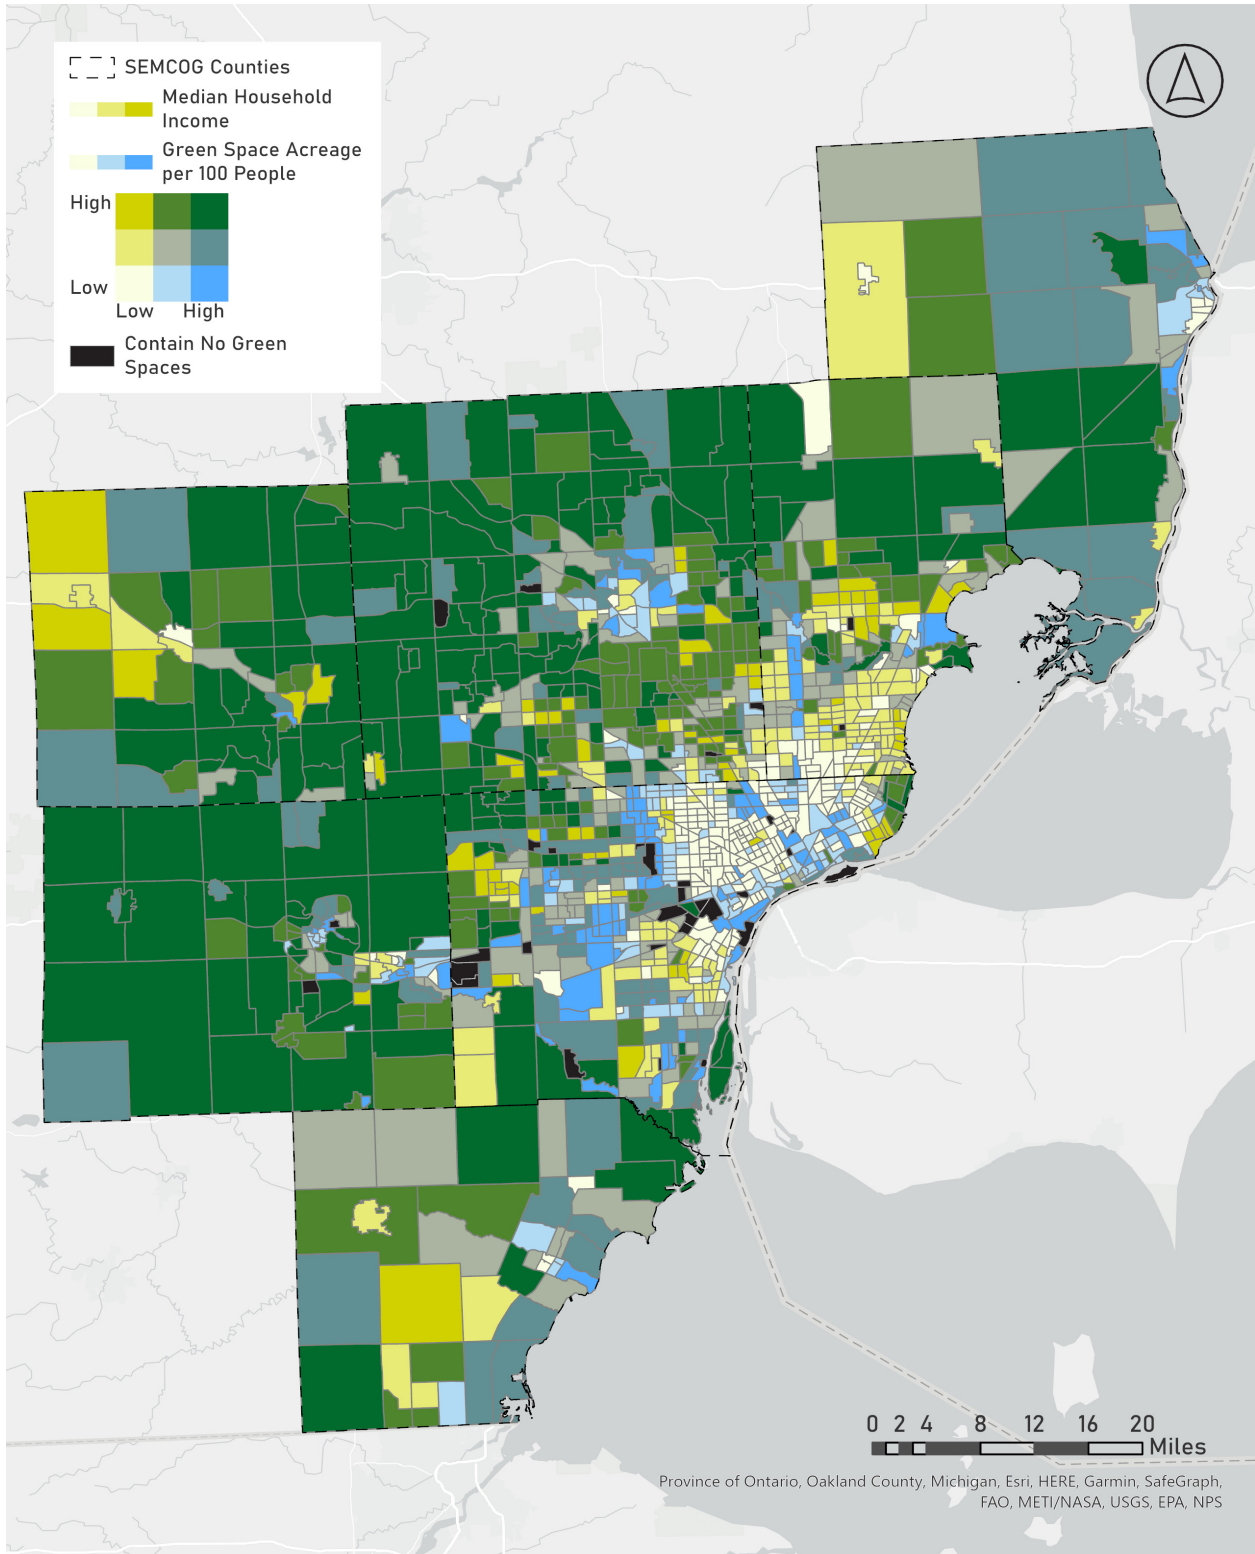 SEMCOG Counties
Median Household
Income
Green Space Acreage
per 100 People
High
Low
Low High
Contain No Green
Spaces
0 2 4 8 12 16 20
Miles
Province of Ontario, Oakland County, Michigan, Esri, HERE, Garmin, SafeGraph,
FAO, METI/NASA, USGS, EPA, NPS